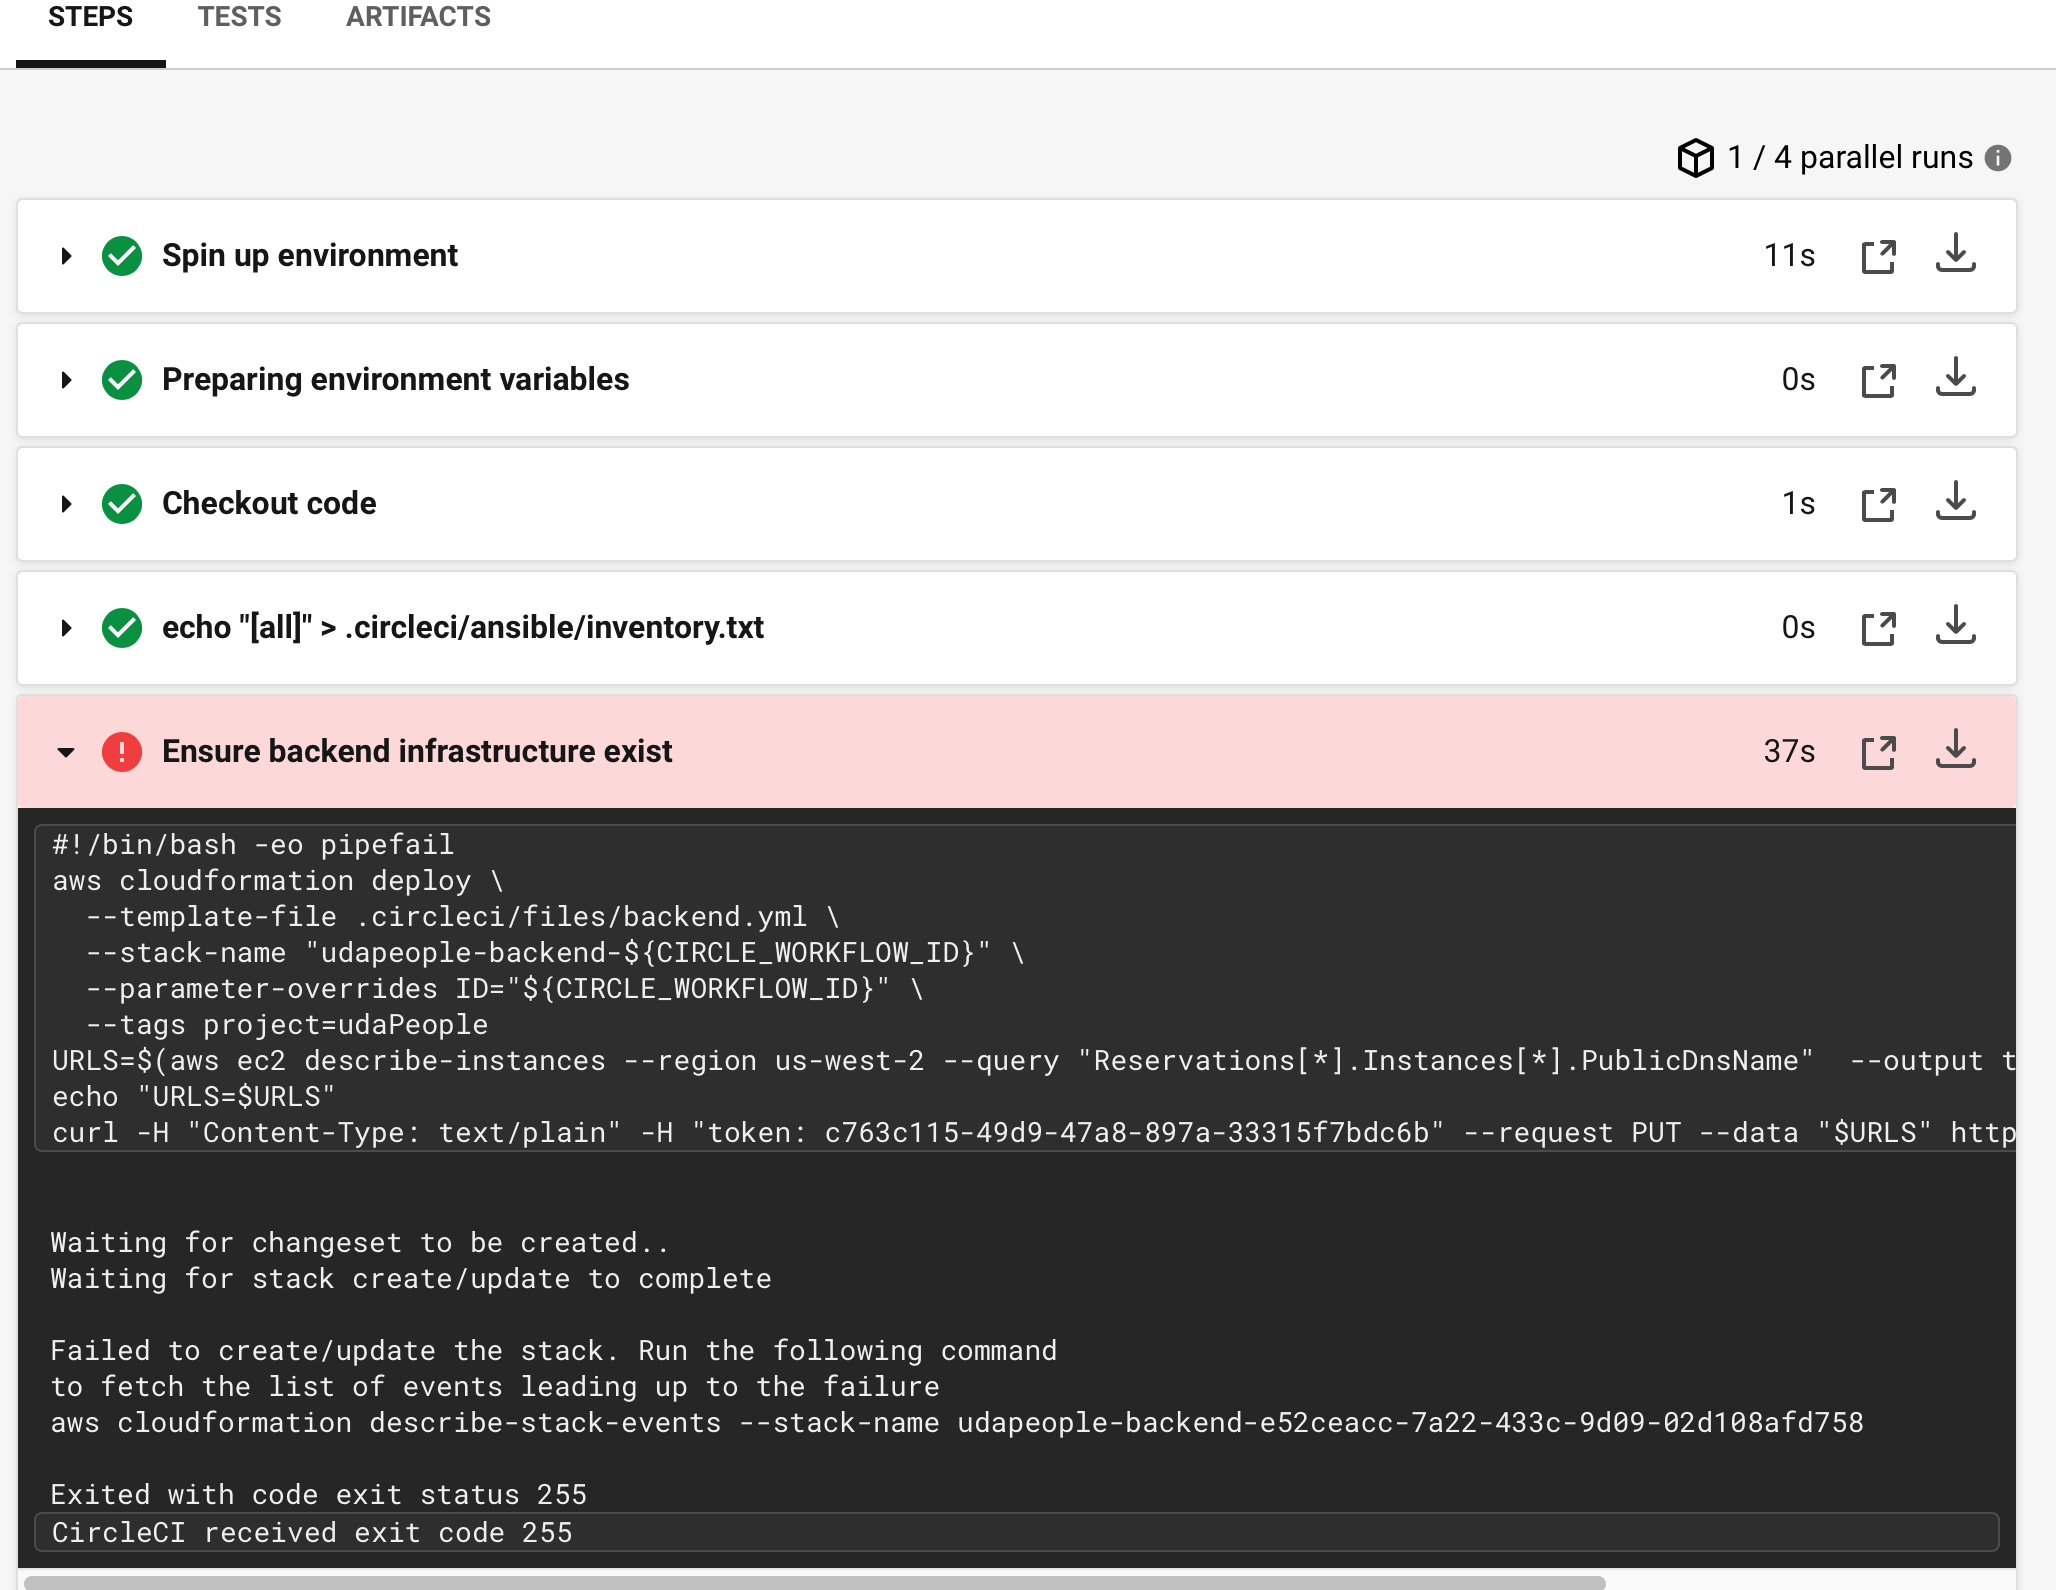 STEPS TESTS ARTIFACTS
1 / 4 parallel runs
Spin up environment 11s
Preparing environment variables 0s
Checkout code 1s
echo "[all]" > .circleci/ansible/inventory.txt 0s
Ensure backend infrastructure exist 37s
#!/bin/bash -eo pipefail
aws cloudformation deploy \
  --template-file .circleci/files/backend.yml \
  --stack-name "udapeople-backend-${CIRCLE_WORKFLOW_ID}" \
  --parameter-overrides ID="${CIRCLE_WORKFLOW_ID}" \
  --tags project=udaPeople
URLS=$(aws ec2 describe-instances --region us-west-2 --query "Reservations[*].Instances[*].PublicDnsName"  --output t
echo "URLS=$URLS"
curl -H "Content-Type: text/plain" -H "token: c763c115-49d9-47a8-897a-33315f7bdc6b" --request PUT --data "$URLS" http
Waiting for changeset to be created..
Waiting for stack create/update to complete
Failed to create/update the stack. Run the following command
to fetch the list of events leading up to the failure
aws cloudformation describe-stack-events --stack-name udapeople-backend-e52ceacc-7a22-433c-9d09-02d108afd758
Exited with code exit status 255
CircleCI received exit code 255